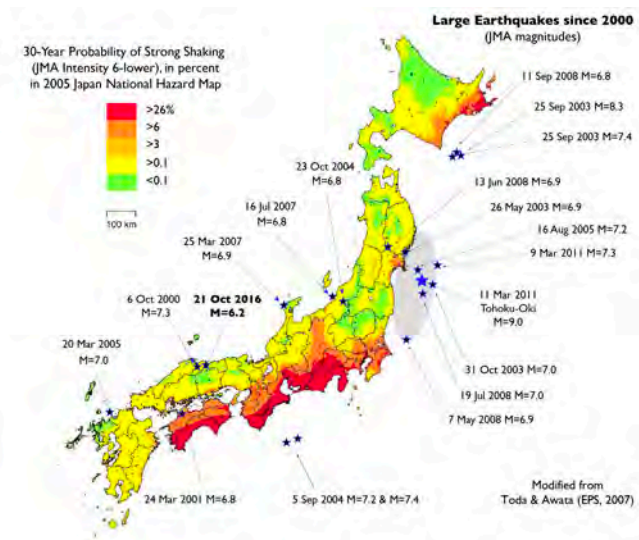 Large Earthquakes since 2000
(JMA magnitudes)
30-Year Probability of Strong Shaking
(JMA Intensity 6-lower), in percent
in 2005 Japan National Hazard Map
>26%
>6
>3
>0.1
<0.1
100 km
11 Sep 2008 M=6.8
25 Sep 2003 M=8.3
25 Sep 2003 M=7.4
23 Oct 2004
M=6.8
13 Jun 2008 M=6.9
26 May 2003 M=6.9
16 Jul 2007
M=6.8
16 Aug 2005 M=7.2
9 Mar 2011 M=7.3
25 Mar 2007
M=6.9
11 Mar 2011
Tohoku-Oki
M=9.0
6 Oct 2000
M=7.3
21 Oct 2016
M=6.2
20 Mar 2005
M=7.0
31 Oct 2003 M=7.0
19 Jul 2008 M=7.0
7 May 2008 M=6.9
24 Mar 2001 M=6.8
5 Sep 2004 M=7.2 & M=7.4
Modified from
Toda & Awata (EPS, 2007)